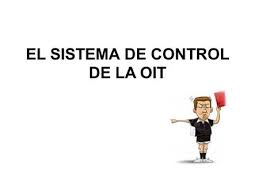 EL SISTEMA DE CONTROL
DE LA OIT